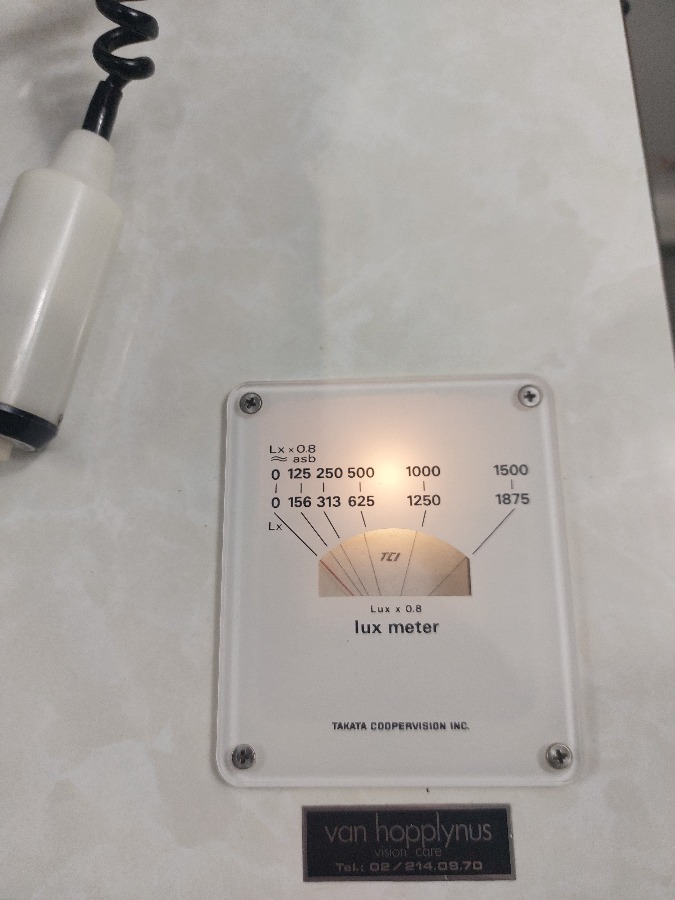 Lx x 0.8
≈ asb
0 125 250 500 1000 1500
0 156 313 625 1250 1875
Lx
TCI
Lux x 0.8
lux meter
TAKATA COOPERVISION INC.
van hopplynus
vision care
Tel.: 02/214.08.70